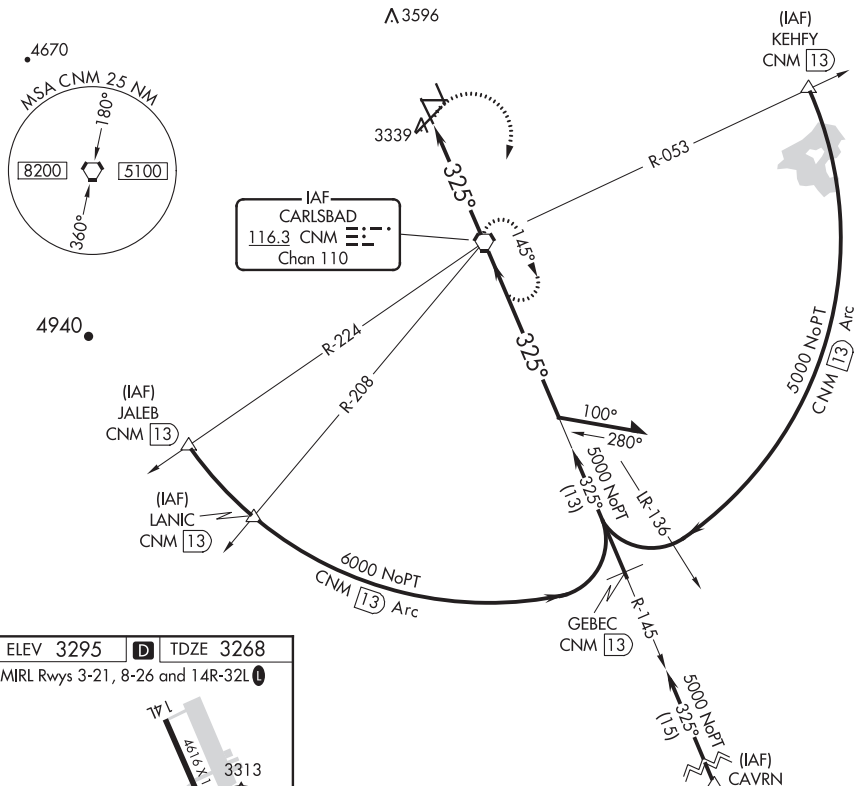 3596
(IAF)
KEHFY
CNM 13
4670
MSA CNM 25 NM
180°
8200
5100
360°
3339
325°
R-053
IAF
CARLSBAD
116.3 CNM
Chan 110
145°
4940
R-224
R-208
325°
5000 NoPT
CNM 13 Arc
(IAF)
JALEB
CNM 13
100°
280°
(IAF)
LANIC
CNM 13
5000 NoPT
325°
(13)
LR-136
6000 NoPT
CNM 13 Arc
GEBEC
CNM 13
R-145
5000 NoPT
325°
(15)
(IAF)
CAVRN
ELEV 3295 D TDZE 3268
MIRL Rwys 3-21, 8-26 and 14R-32L L
14L
4616 X 1
3313